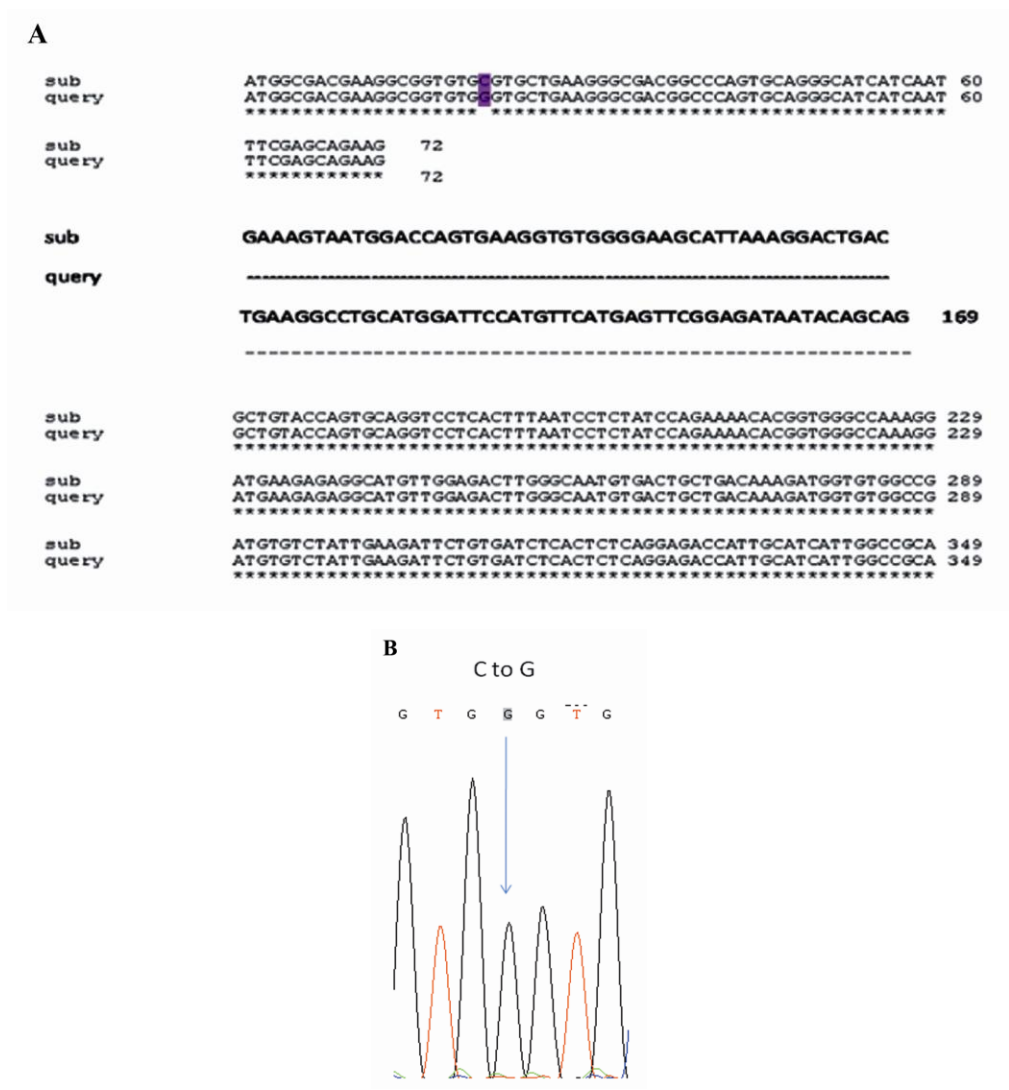 A
sub ATGGCGACGAAGGCGGTGTGCGTGCTGAAGGGCGACGGCCCAGTGCAGGGCATCATCAAT 60
query ATGGCGACGAAGGCGGTGTGGGTGCTGAAGGGCGACGGCCCAGTGCAGGGCATCATCAAT 60
******************** ***************************************
sub TTCGAGCAGAAG 72
query TTCGAGCAGAAG
************ 72
sub GAAAGTAATGGACCAGTGAAGGTGTGGGGAAGCATTAAAGGACTGAC
query -----------------------------------------------
TGAAGGCCTGCATGGATTCCATGTTCATGAGTTCGGAGATAATACAGCAG 169
--------------------------------------------------
sub GCTGTACCAGTGCAGGTCCTCACTTTAATCCTCTATCCAGAAAACACGGTGGGCCAAAGG 229
query GCTGTACCAGTGCAGGTCCTCACTTTAATCCTCTATCCAGAAAACACGGTGGGCCAAAGG 229
************************************************************
sub ATGAAGAGAGGCATGTTGGAGACTTGGGCAATGTGACTGCTGACAAAGATGGTGTGGCCG 289
query ATGAAGAGAGGCATGTTGGAGACTTGGGCAATGTGACTGCTGACAAAGATGGTGTGGCCG 289
************************************************************
sub ATGTGTCTATTGAAGATTCTGTGATCTCACTCTCAGGAGACCATTGCATCATTGGCCGCA 349
query ATGTGTCTATTGAAGATTCTGTGATCTCACTCTCAGGAGACCATTGCATCATTGGCCGCA 349
************************************************************
B
C to G
G T G G G T G